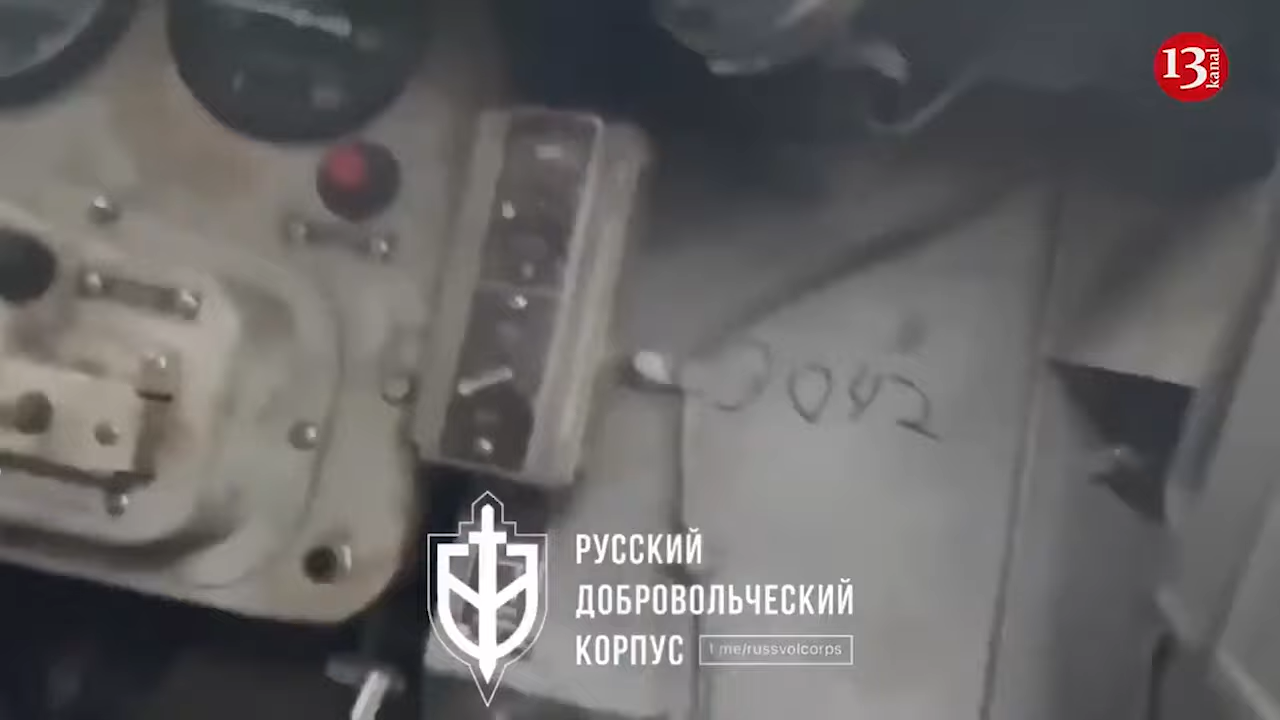 13
kanal
РУССКИЙ
ДОБРОВОЛЬЧЕСКИЙ
КОРПУС
t.me/russvolcorps